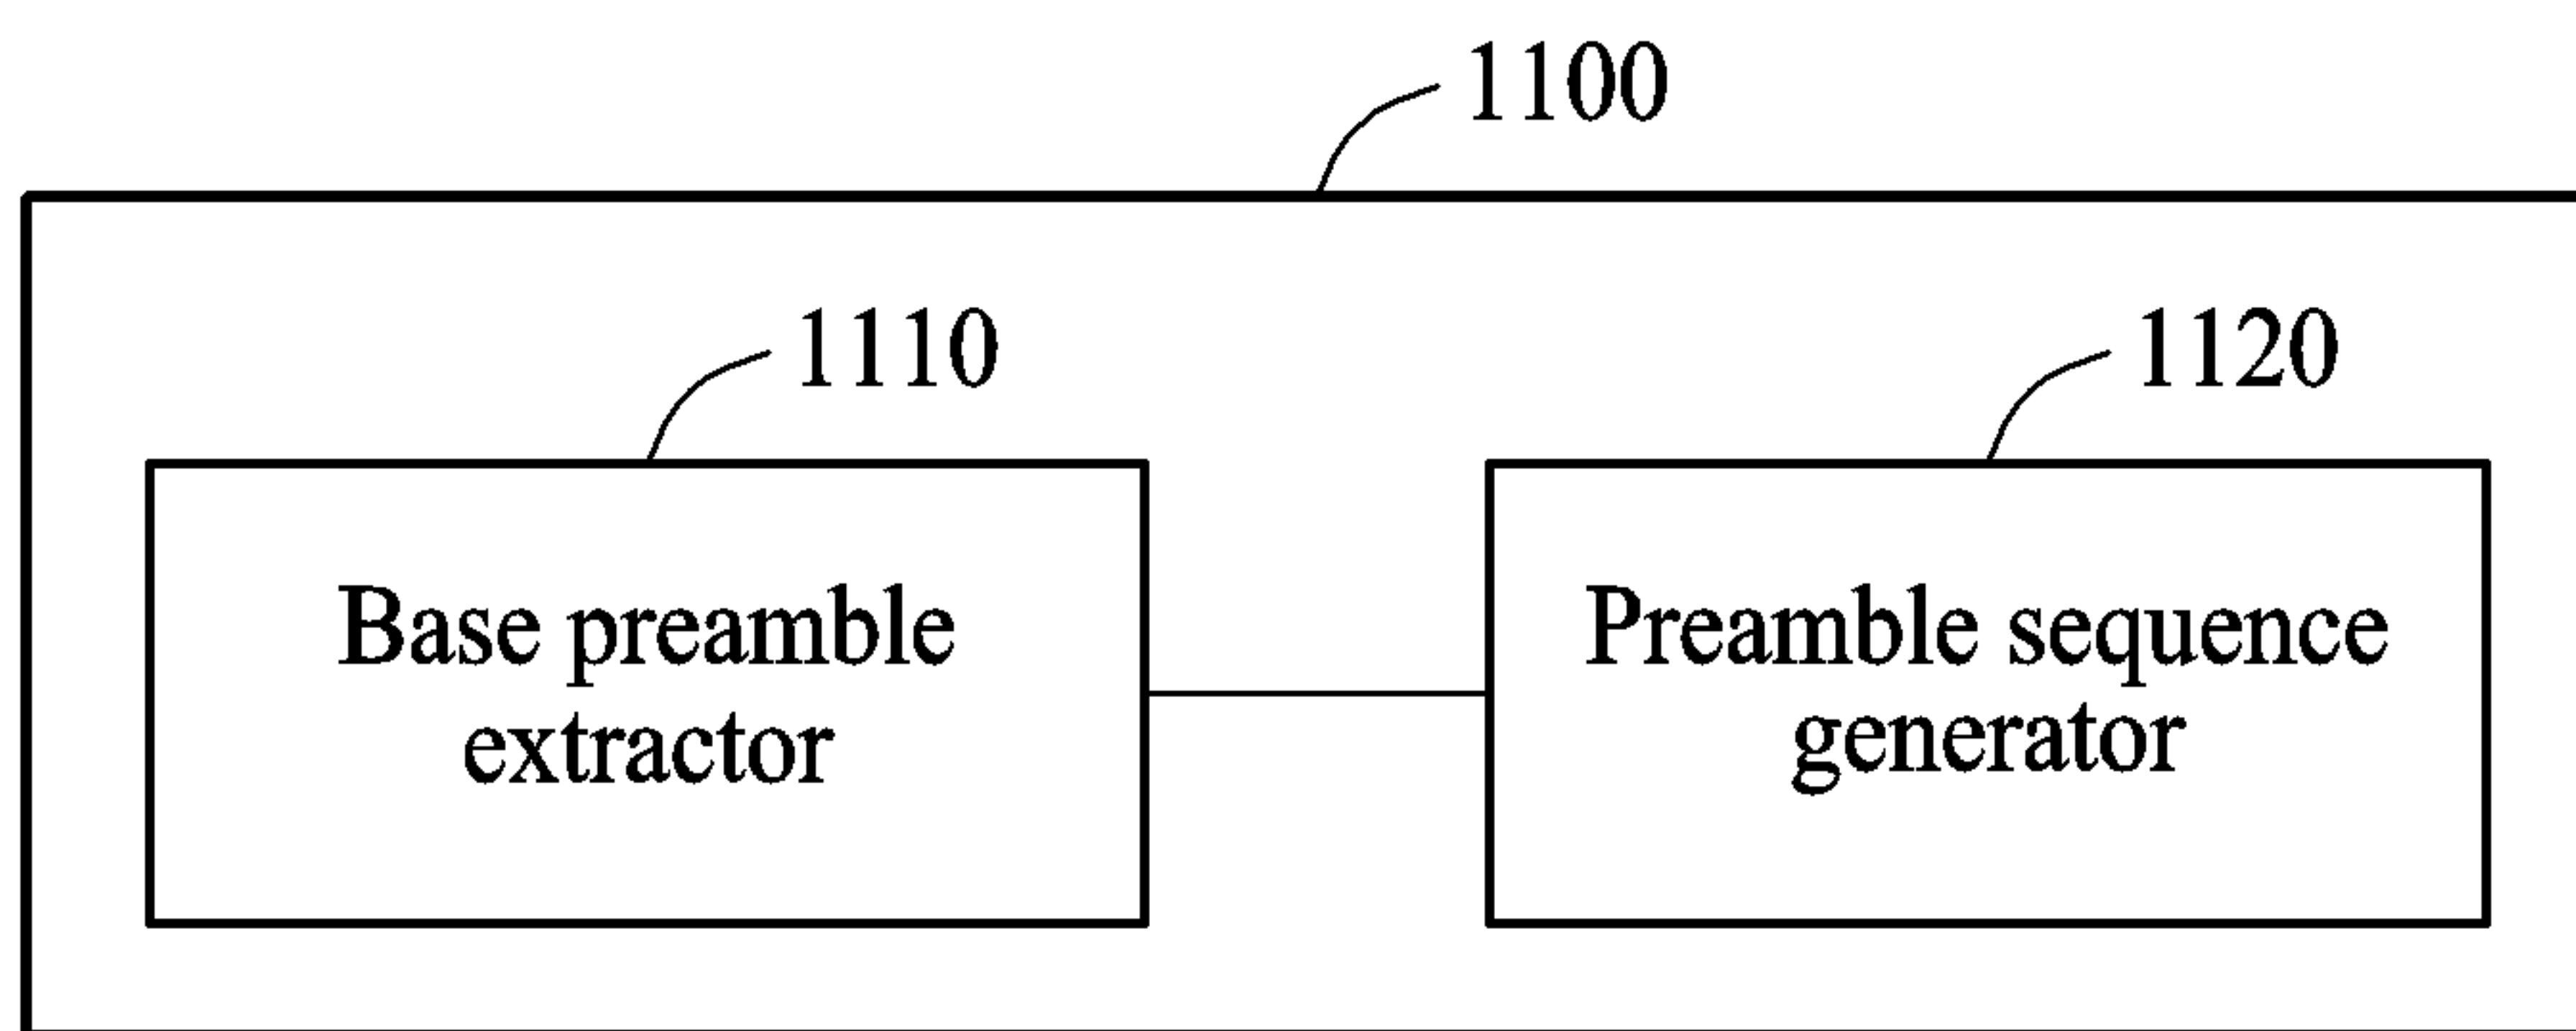 1100
1110
1120
Base preamble
extractor
Preamble sequence
generator